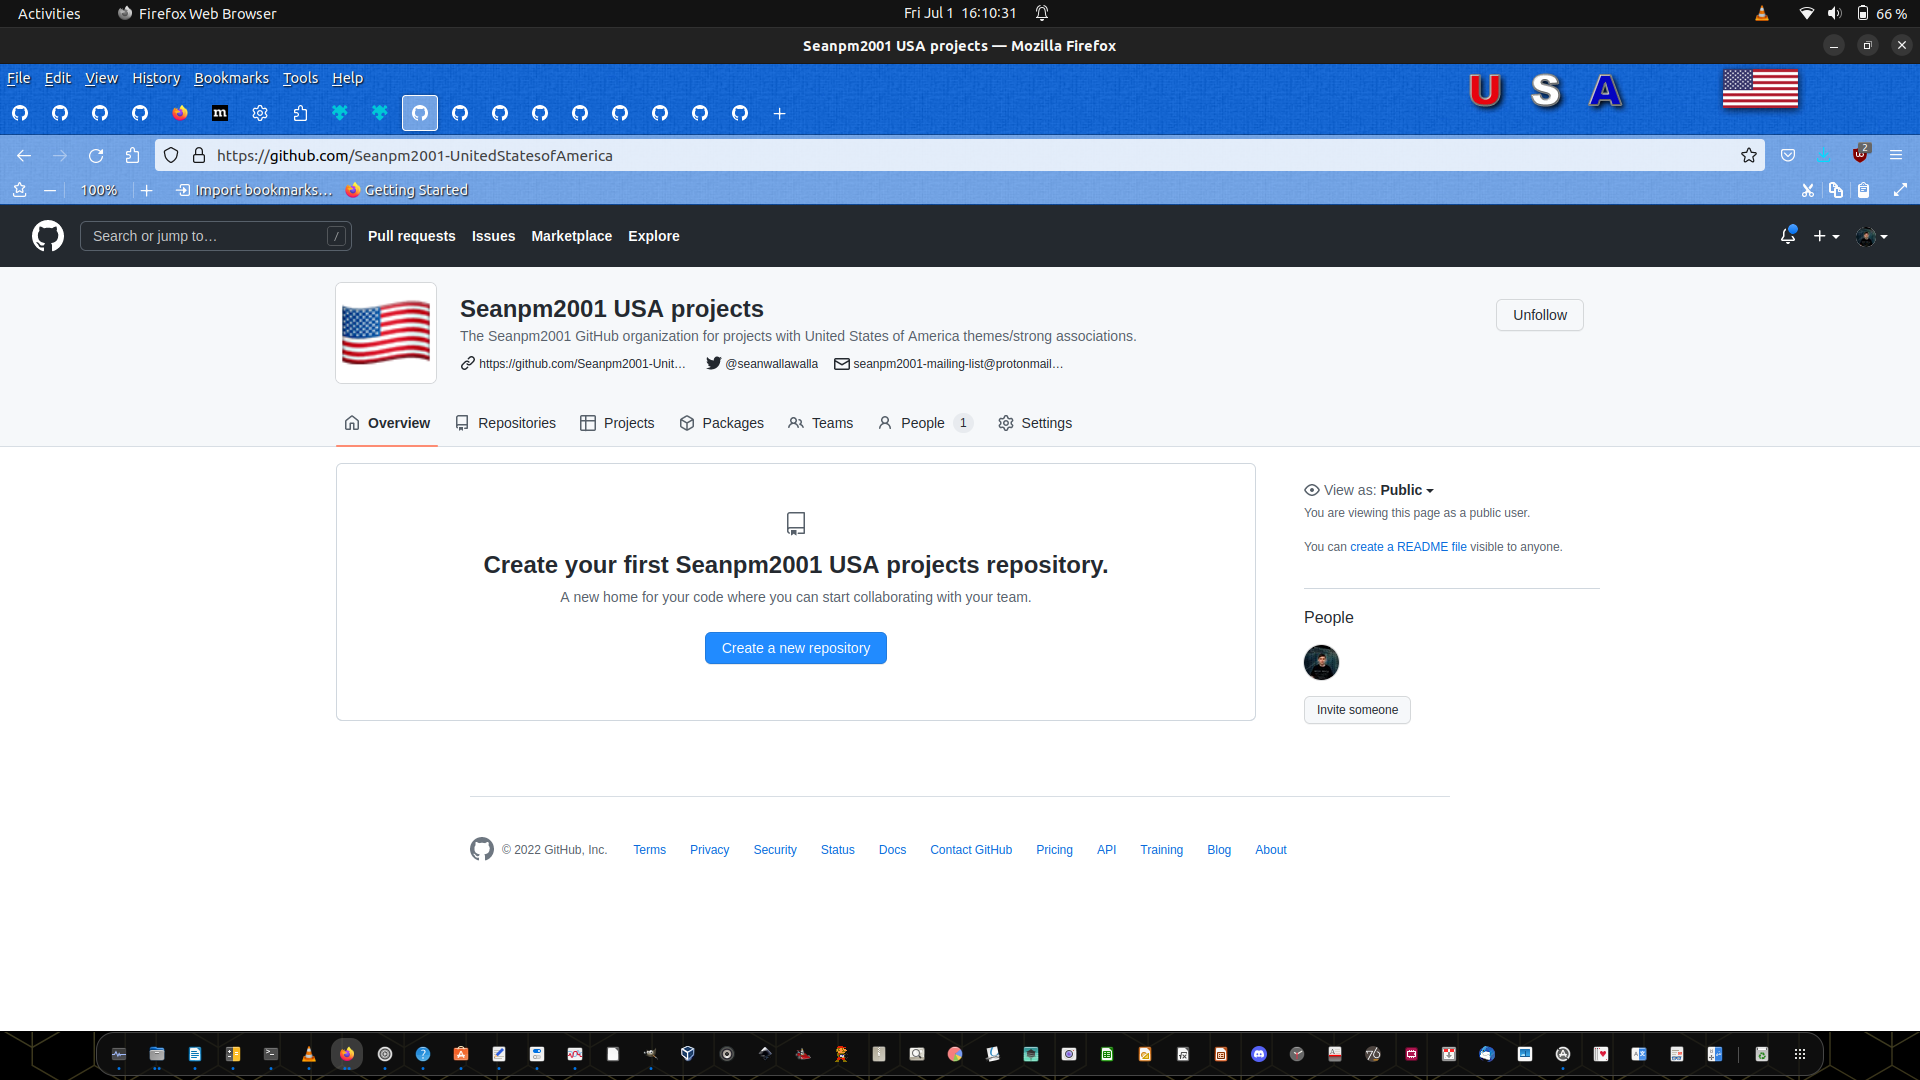 Activities Firefox Web Browser Fri Jul 1 16:10:31 66 %
Seanpm2001 USA projects — Mozilla Firefox
File Edit View History Bookmarks Tools Help
U S A
m
https://github.com/Seanpm2001-UnitedStatesofAmerica
2
100% Import bookmarks… Getting Started
Search or jump to… / Pull requests Issues Marketplace Explore
Seanpm2001 USA projects
The Seanpm2001 GitHub organization for projects with United States of America themes/strong associations.
https://github.com/Seanpm2001-Unit… @seanwallawalla seanpm2001-mailing-list@protonmail…
Unfollow
Overview Repositories Projects Packages Teams People 1 Settings
Create your first Seanpm2001 USA projects repository.
A new home for your code where you can start collaborating with your team.
Create a new repository
View as: Public
You are viewing this page as a public user.
You can create a README file visible to anyone.
People
Invite someone
© 2022 GitHub, Inc. Terms Privacy Security Status Docs Contact GitHub Pricing API Training Blog About